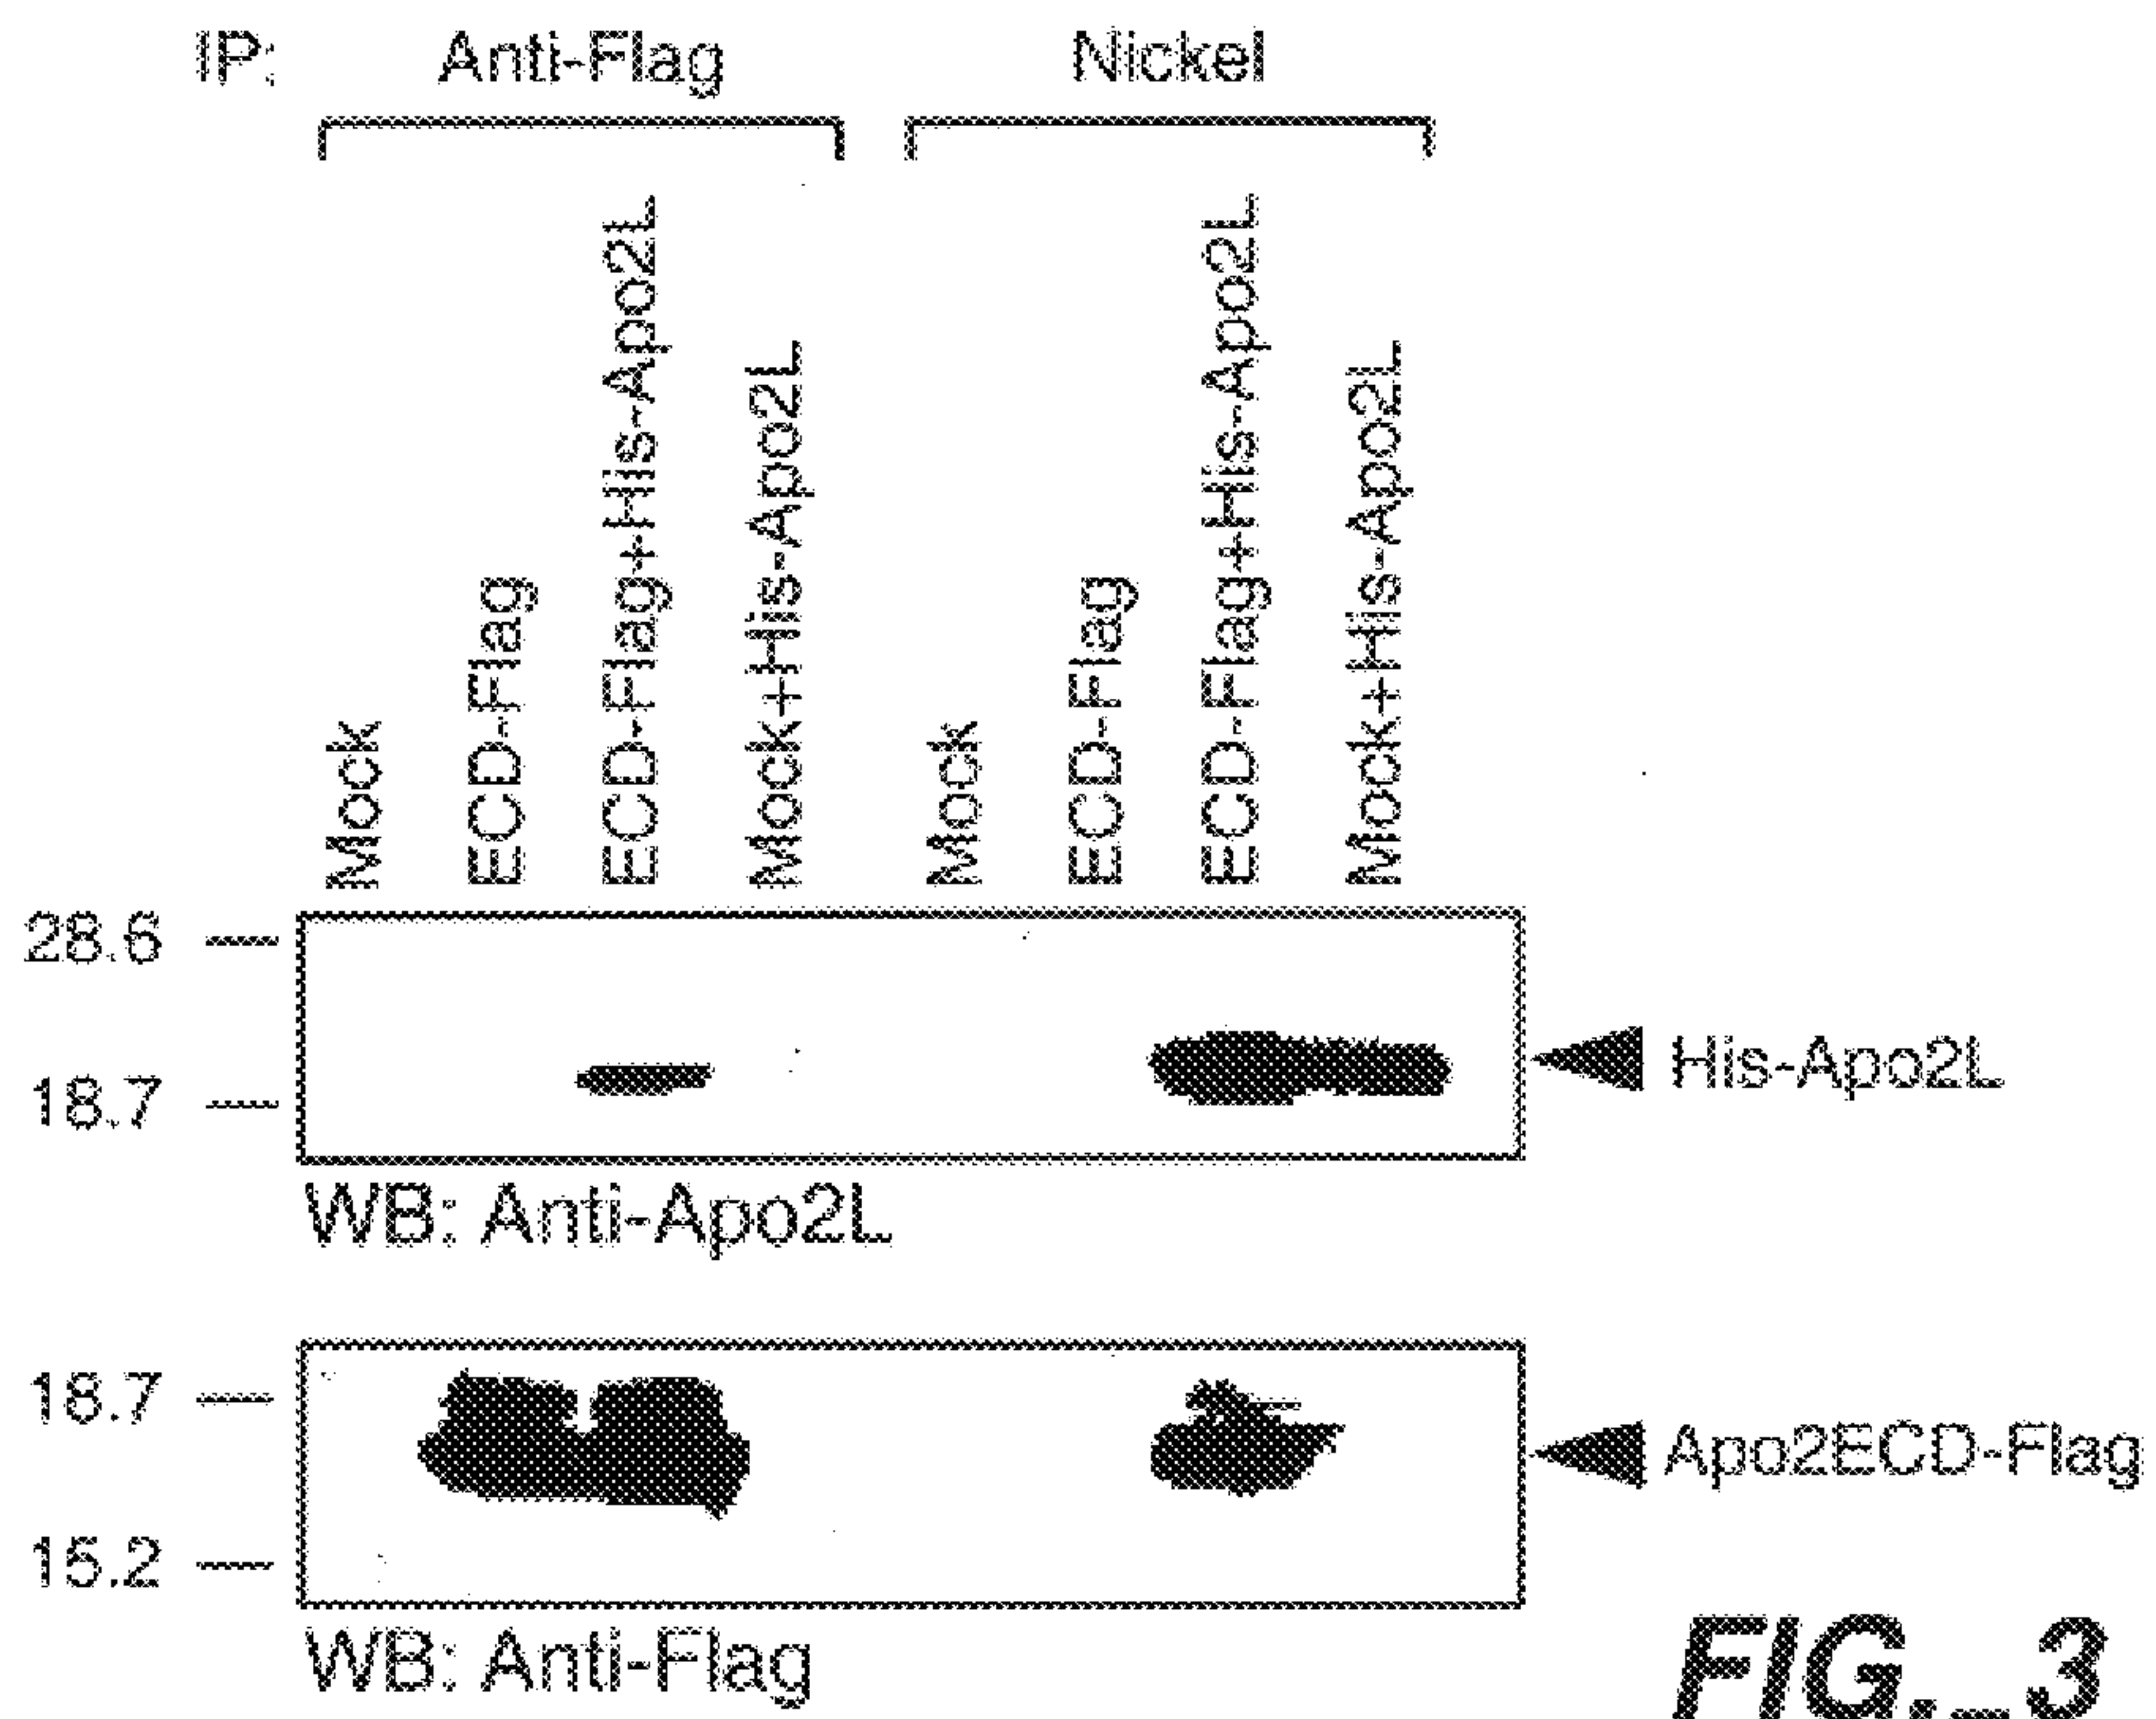 IP: Anti-Flag Nickel
Mock
ECD-Flag
ECD-Flag+His-Apo2L
Mock+His-Apo2L
Mock
ECD-Flag
ECD-Flag+His-Apo2L
Mock+His-Apo2L
28.6
18.7
His-Apo2L
WB: Anti-Apo2L
18.7
Apo2ECD-Flag
15.2
WB: Anti-Flag
FIG._3